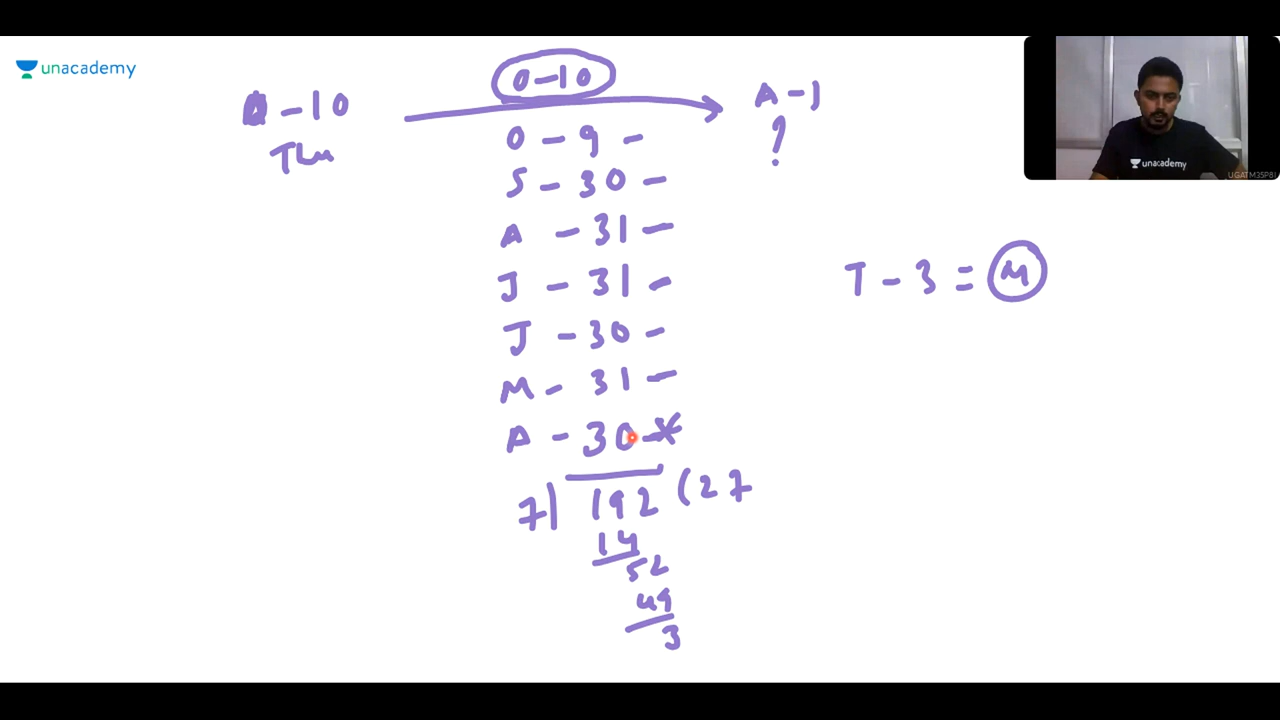 unacademy
0-10
0-10
A-1
Thu
?
O - 9 -
S - 30 -
A - 31 -
J - 31 -
J - 30 -
M - 31 -
A - 30 -
T - 3 = M
7) 192 (27
14
52
49
3
unacademy